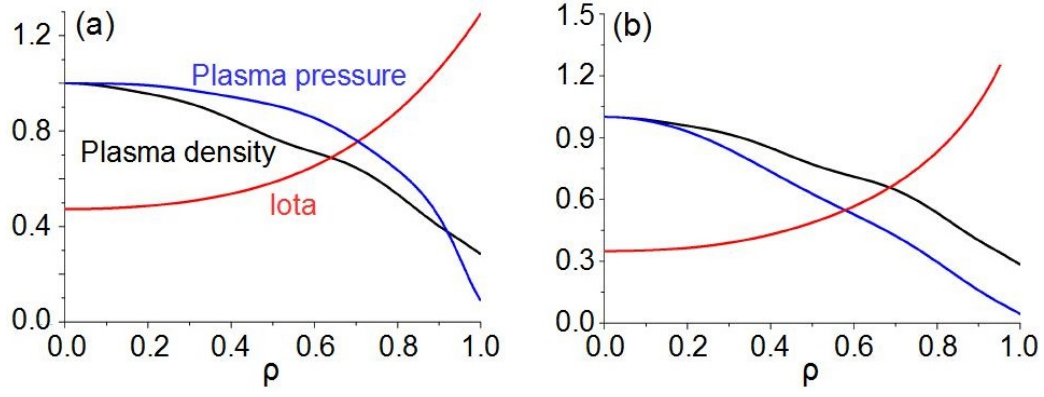 (a)
1.2
0.8
0.4
0.0
Plasma pressure
Plasma density
Iota
0.0 0.2 0.4 0.6 0.8 1.0
ρ
(b)
1.5
1.2
0.9
0.6
0.3
0.0
0.0 0.2 0.4 0.6 0.8 1.0
ρ